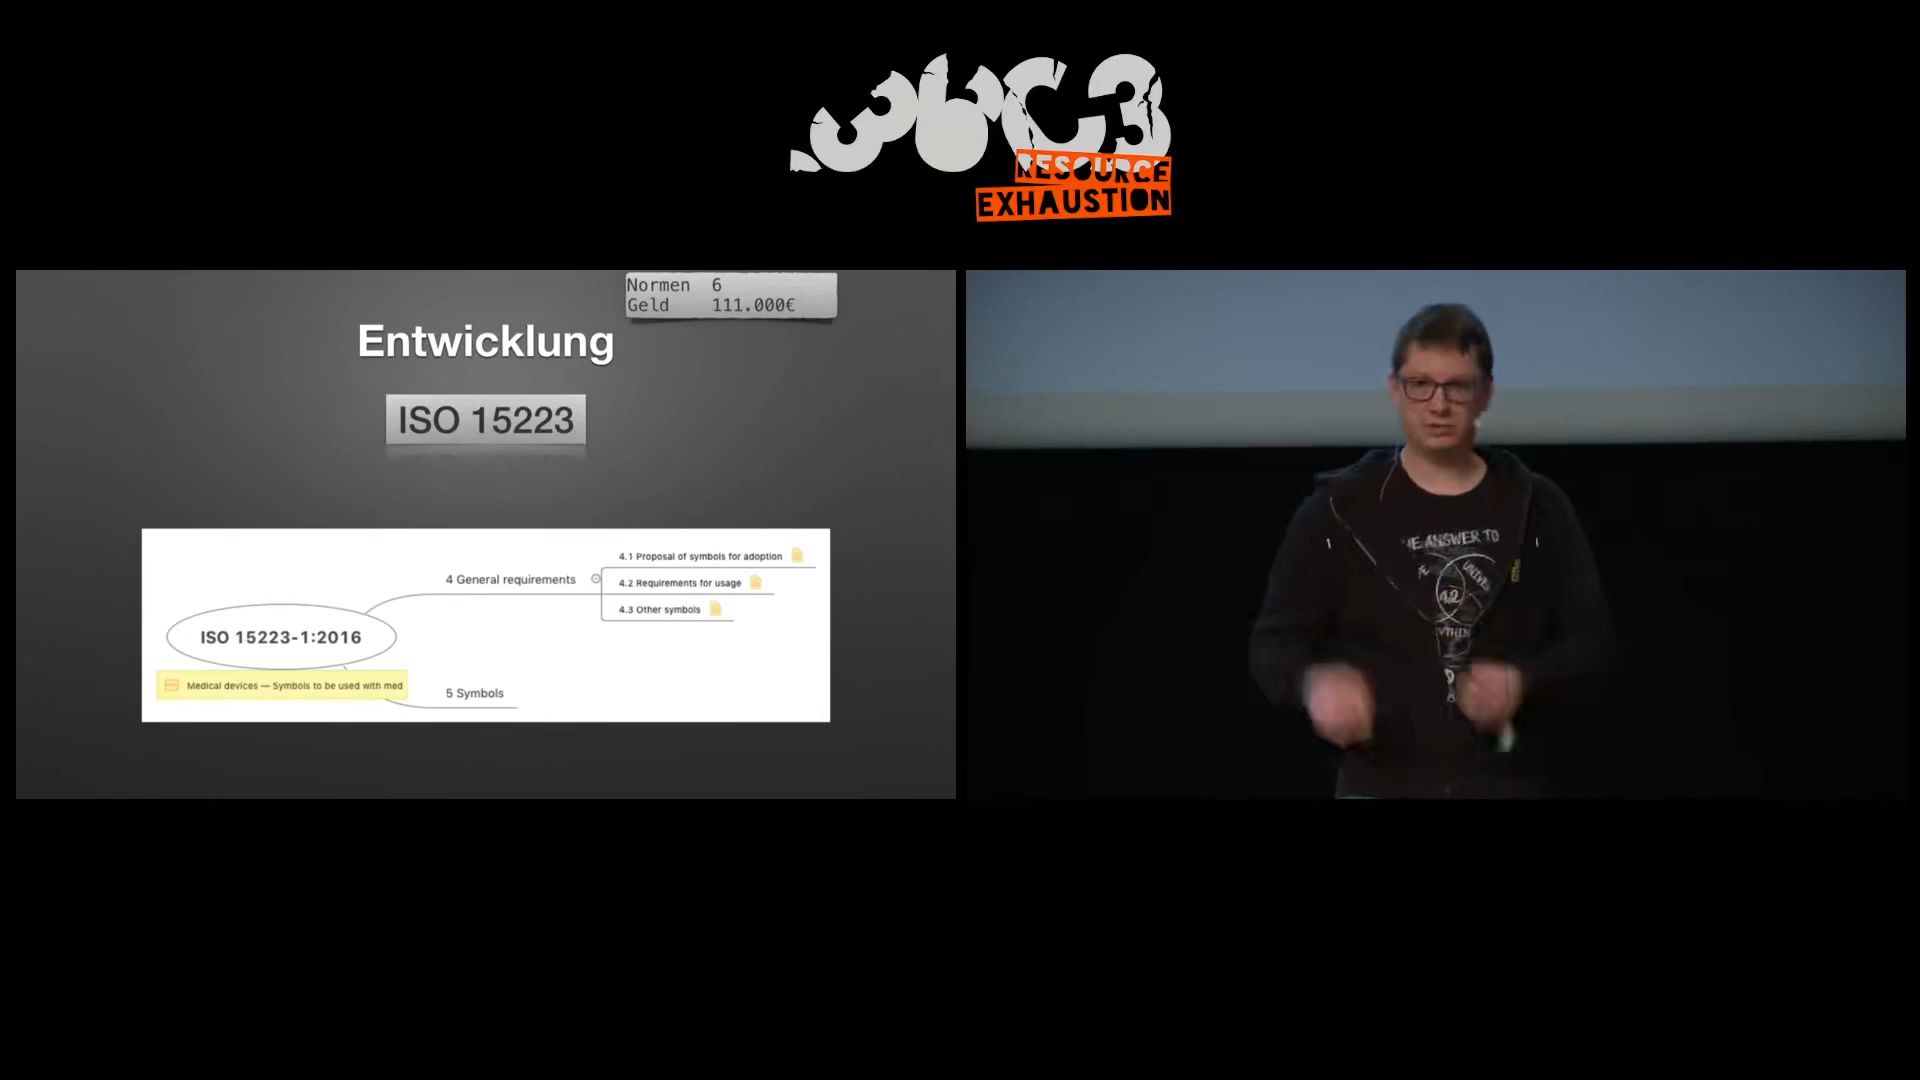 36C3
RESOURCE
EXHAUSTION
Normen 6
Geld 111.000€
Entwicklung
ISO 15223
4.1 Proposal of symbols for adoption
4 General requirements
4.2 Requirements for usage
4.3 Other symbols
ISO 15223-1:2016
Medical devices — Symbols to be used with med
5 Symbols
ANSWER TO
42